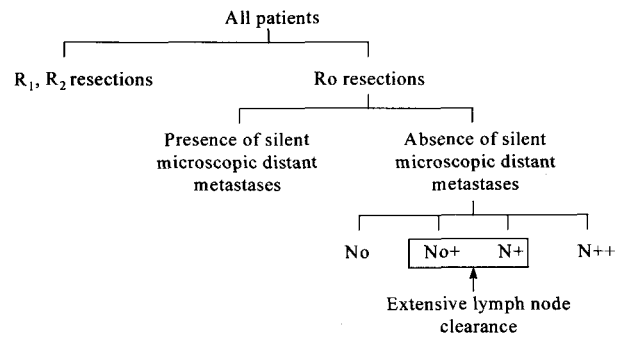 All patients
R₁, R₂ resections
Ro resections
Presence of silent
microscopic distant
metastases
Absence of silent
microscopic distant
metastases
No
No+
N+
N++
Extensive lymph node
clearance